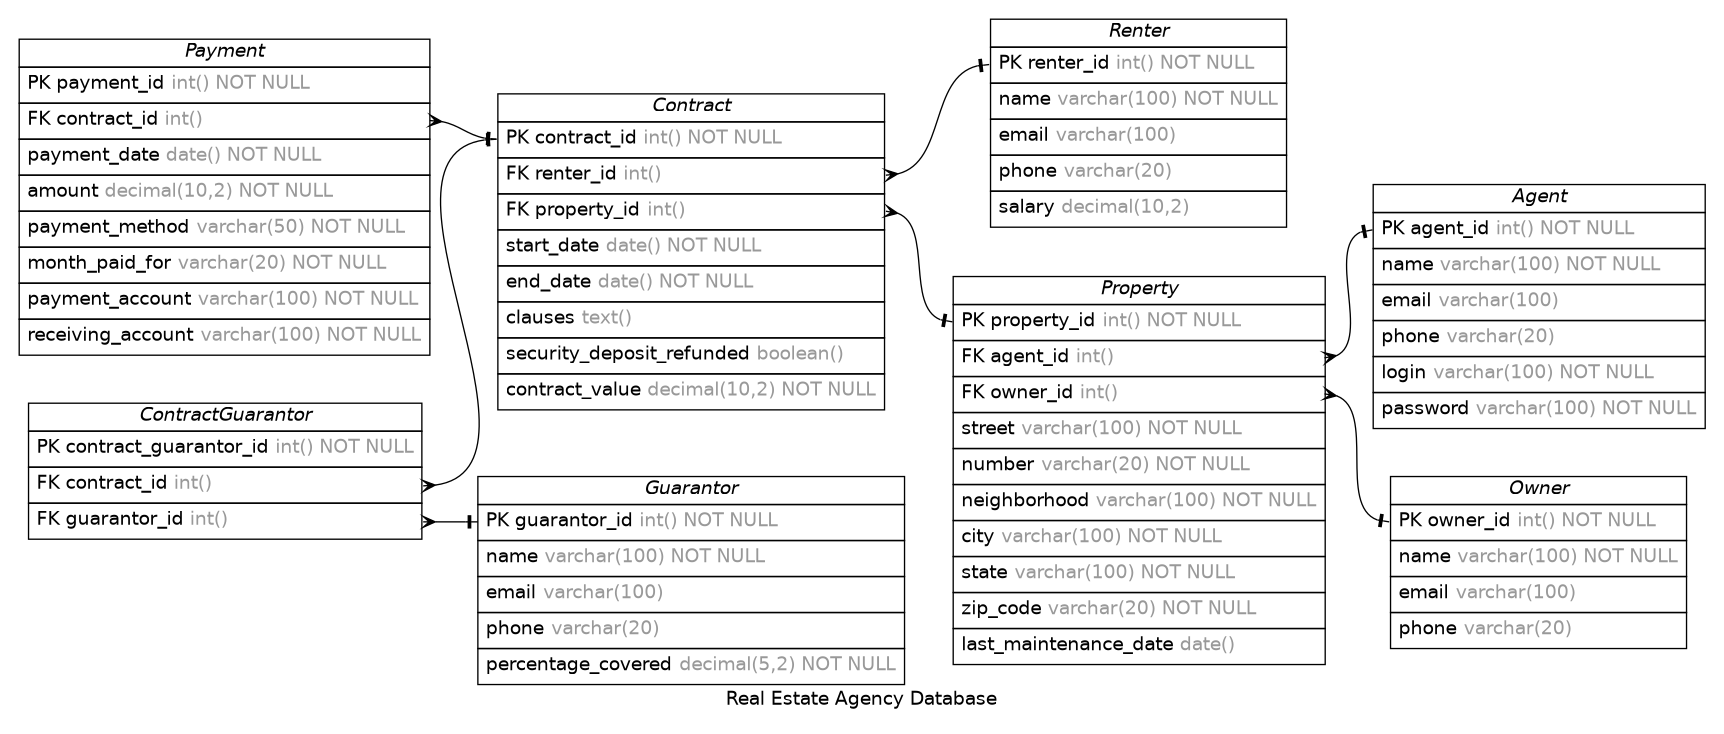 Payment
PK payment_id int() NOT NULL
FK contract_id int()
payment_date date() NOT NULL
amount decimal(10,2) NOT NULL
payment_method varchar(50) NOT NULL
month_paid_for varchar(20) NOT NULL
payment_account varchar(100) NOT NULL
receiving_account varchar(100) NOT NULL
ContractGuarantor
PK contract_guarantor_id int() NOT NULL
FK contract_id int()
FK guarantor_id int()
Contract
PK contract_id int() NOT NULL
FK renter_id int()
FK property_id int()
start_date date() NOT NULL
end_date date() NOT NULL
clauses text()
security_deposit_refunded boolean()
contract_value decimal(10,2) NOT NULL
Guarantor
PK guarantor_id int() NOT NULL
name varchar(100) NOT NULL
email varchar(100)
phone varchar(20)
percentage_covered decimal(5,2) NOT NULL
Renter
PK renter_id int() NOT NULL
name varchar(100) NOT NULL
email varchar(100)
phone varchar(20)
salary decimal(10,2)
Property
PK property_id int() NOT NULL
FK agent_id int()
FK owner_id int()
street varchar(100) NOT NULL
number varchar(20) NOT NULL
neighborhood varchar(100) NOT NULL
city varchar(100) NOT NULL
state varchar(100) NOT NULL
zip_code varchar(20) NOT NULL
last_maintenance_date date()
Agent
PK agent_id int() NOT NULL
name varchar(100) NOT NULL
email varchar(100)
phone varchar(20)
login varchar(100) NOT NULL
password varchar(100) NOT NULL
Owner
PK owner_id int() NOT NULL
name varchar(100) NOT NULL
email varchar(100)
phone varchar(20)
Real Estate Agency Database